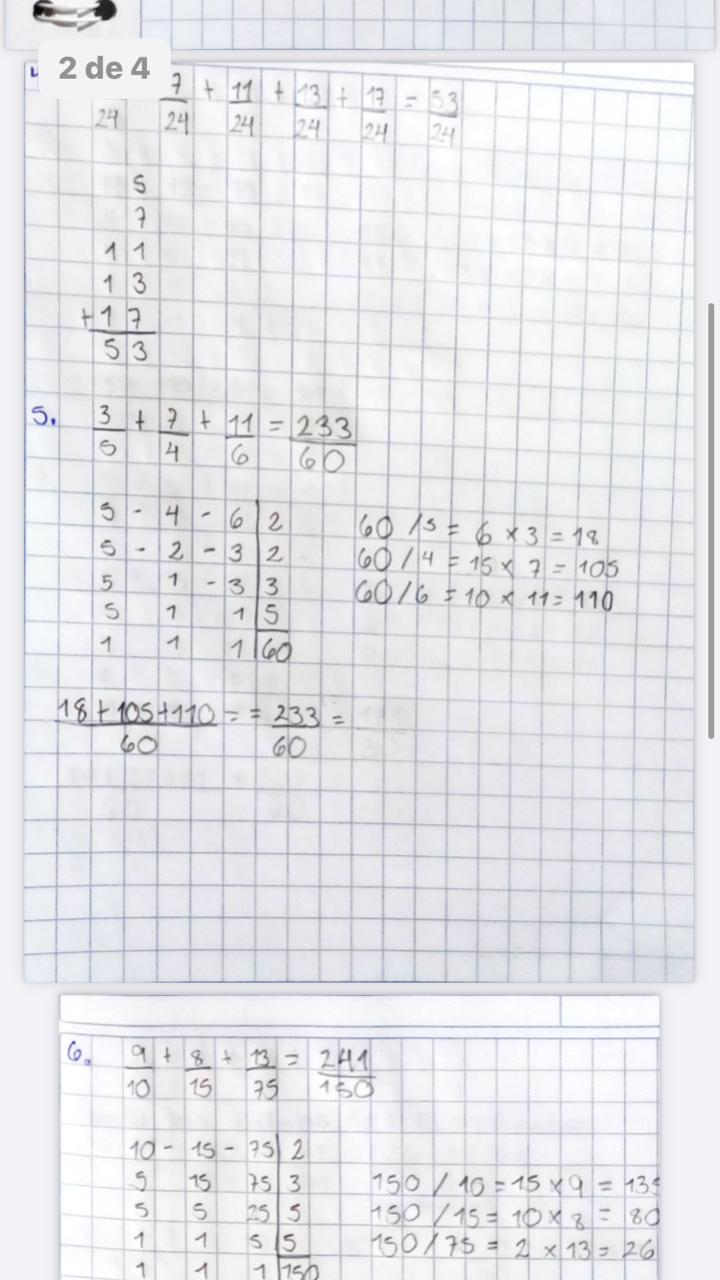 2 de 4
7/24 + 11/24 + 13/24 + 17/24 = 53/24
5
7
11
13
+17
53
5. 3/5 + 7/4 + 11/6 = 233/60
5 - 4 - 6 | 2
5 - 2 - 3 | 2
5 1 - 3 | 3
5 1 1 | 5
1 1 1 | 60
60 / 5 = 6 x 3 = 18
60 / 4 = 15 x 7 = 105
60 / 6 = 10 x 11 = 110
18+105+110/60 = = 233/60 =
6. 9/10 + 8/15 + 13/75 = 241/150
10 - 15 - 75 | 2
5 15 75 | 3
5 5 25 | 5
1 1 5 | 5
1 1 1 | 150
150 / 10 = 15 x 9 = 135
150 / 15 = 10 x 8 = 80
150 / 75 = 2 x 13 = 26